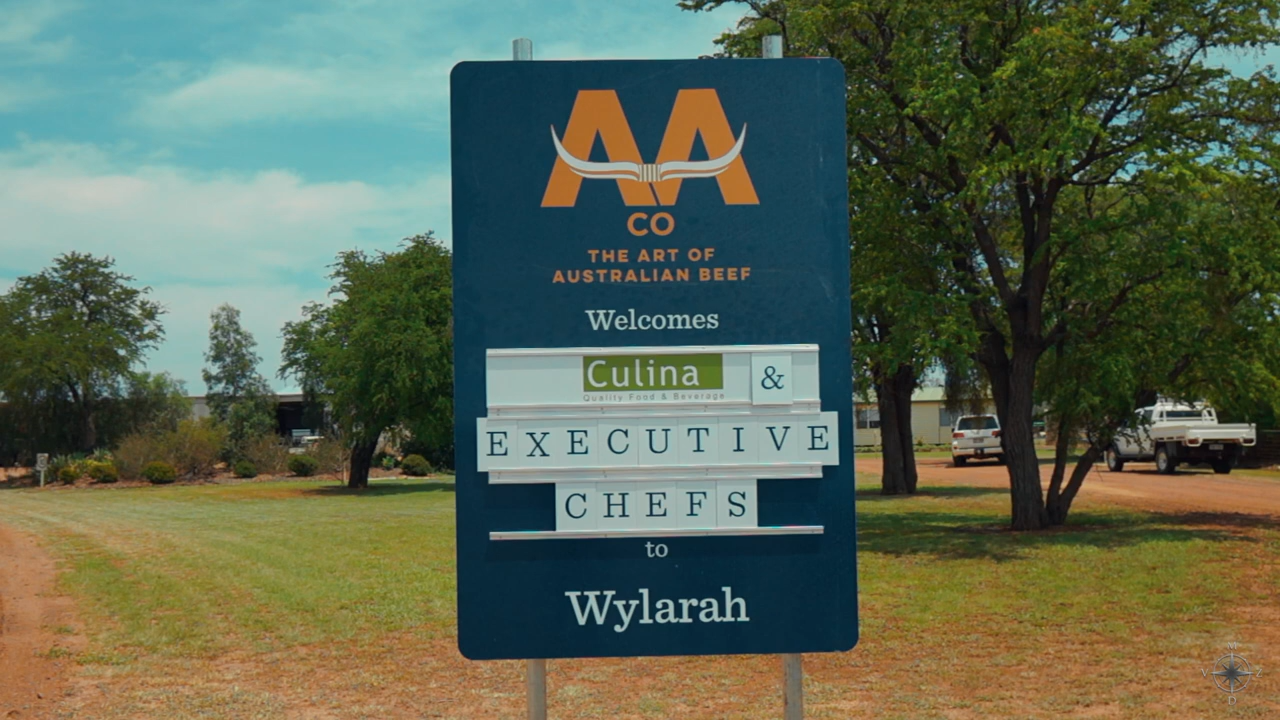 AA
CO
THE ART OF
AUSTRALIAN BEEF
Welcomes
Culina &
Quality Food & Beverage
EXECUTIVE
CHEFS
to
Wylarah